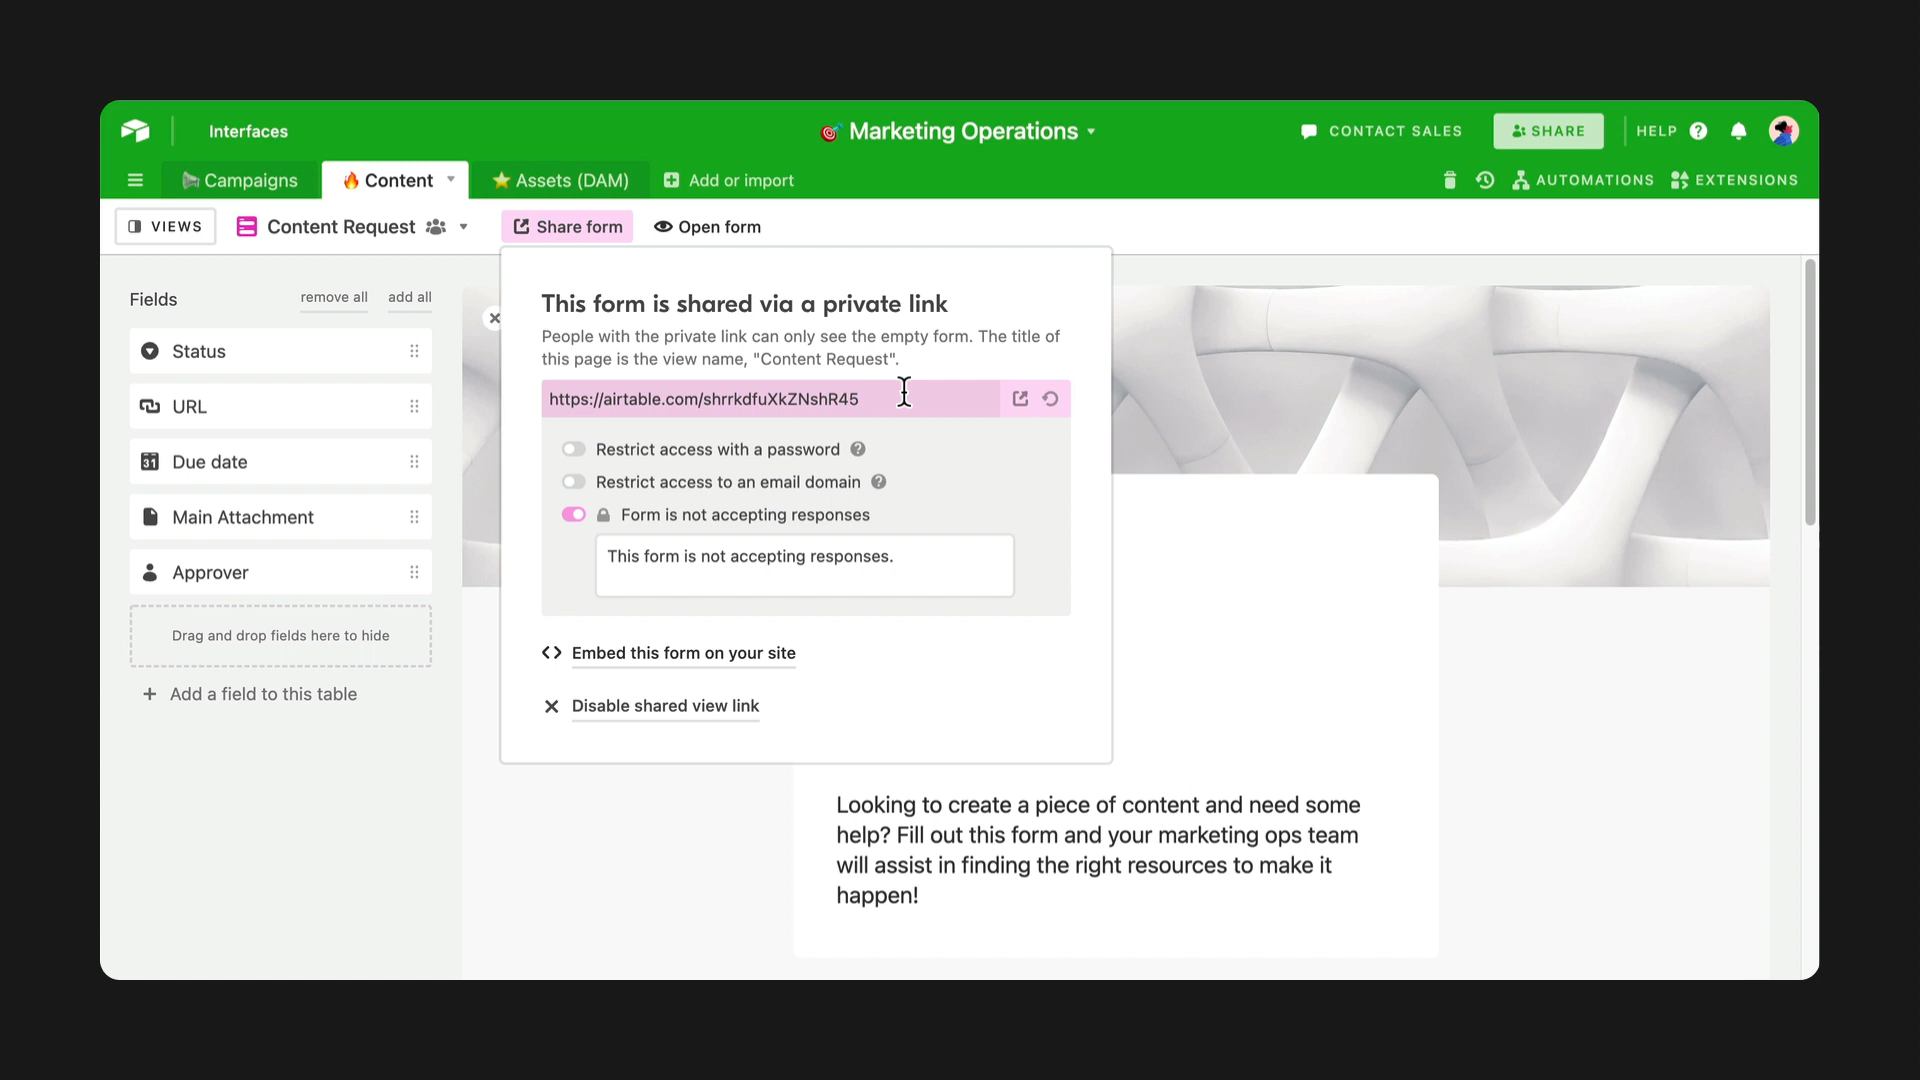 Interfaces
Marketing Operations
CONTACT SALES
SHARE
HELP
Campaigns
Content
Assets (DAM)
Add or import
AUTOMATIONS
EXTENSIONS
VIEWS
Content Request
Share form
Open form
Fields
remove all
add all
Status
URL
31
Due date
Main Attachment
Approver
Drag and drop fields here to hide
Add a field to this table
This form is shared via a private link
People with the private link can only see the empty form. The title of
this page is the view name, "Content Request".
https://airtable.com/shrrkdfuXkZNshR45
Restrict access with a password
Restrict access to an email domain
Form is not accepting responses
This form is not accepting responses.
Embed this form on your site
Disable shared view link
Looking to create a piece of content and need some
help? Fill out this form and your marketing ops team
will assist in finding the right resources to make it
happen!